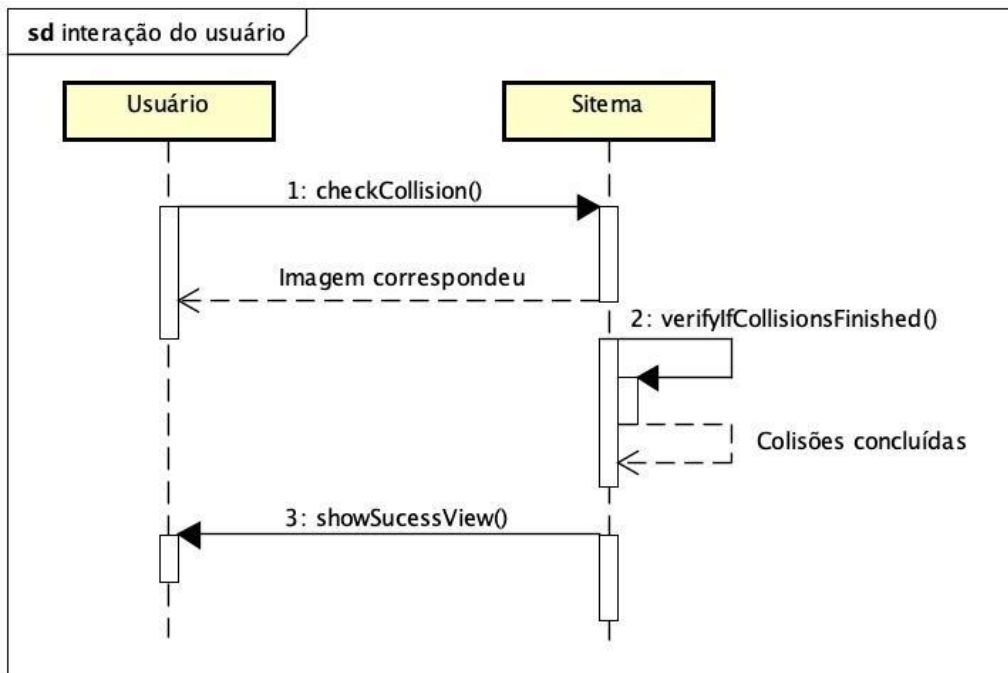 sd interação do usuário
Usuário
Sitema
1: checkCollision()
Imagem correspondeu
2: verifyIfCollisionsFinished()
Colisões concluídas
3: showSucessView()